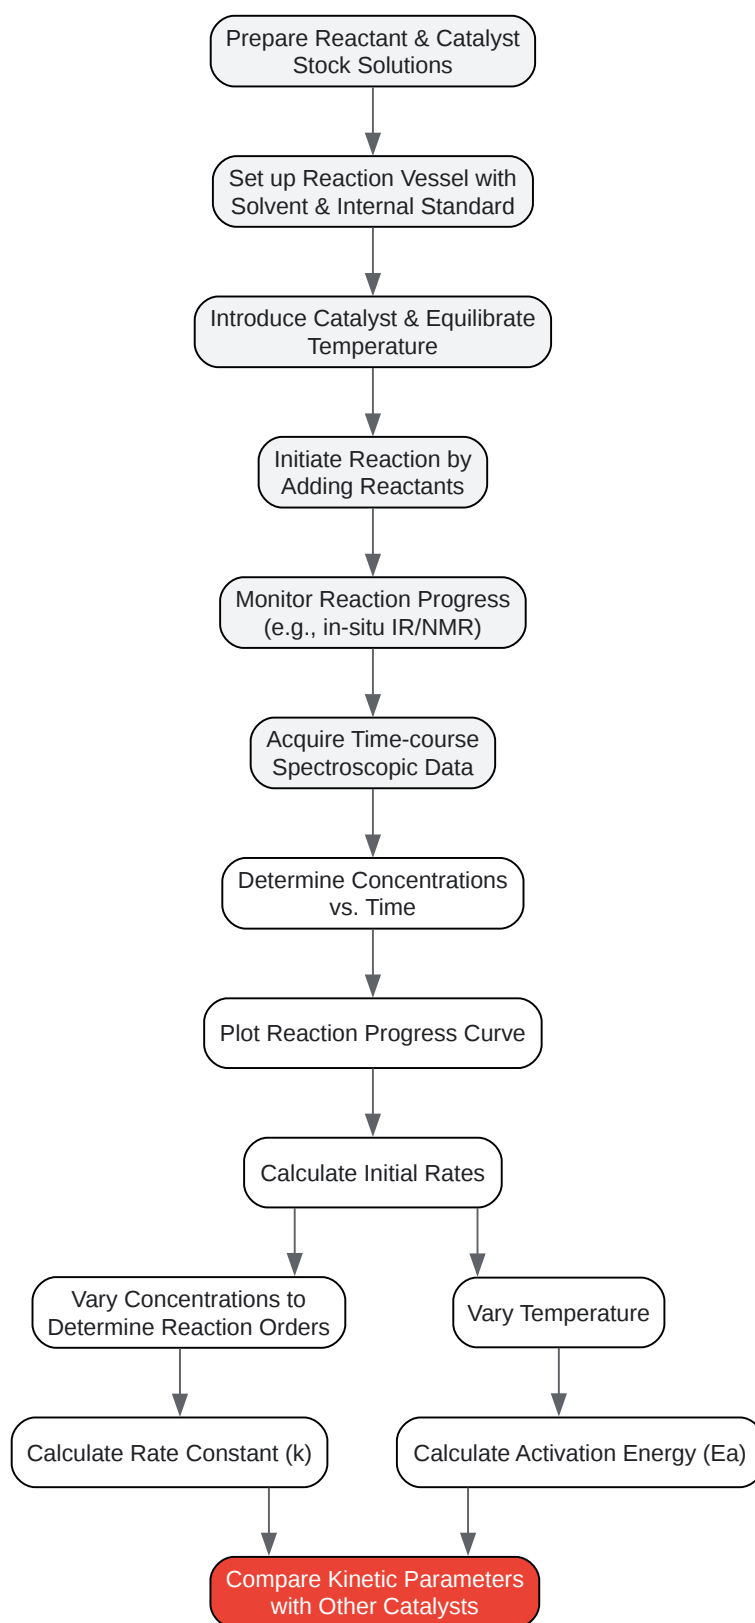 Prepare Reactant & Catalyst
Stock Solutions
Set up Reaction Vessel with
Solvent & Internal Standard
Introduce Catalyst & Equilibrate
Temperature
Initiate Reaction by
Adding Reactants
Monitor Reaction Progress
(e.g., in-situ IR/NMR)
Acquire Time-course
Spectroscopic Data
Determine Concentrations
vs. Time
Plot Reaction Progress Curve
Calculate Initial Rates
Vary Concentrations to
Determine Reaction Orders
Vary Temperature
Calculate Rate Constant (k)
Calculate Activation Energy (Ea)
Compare Kinetic Parameters
with Other Catalysts